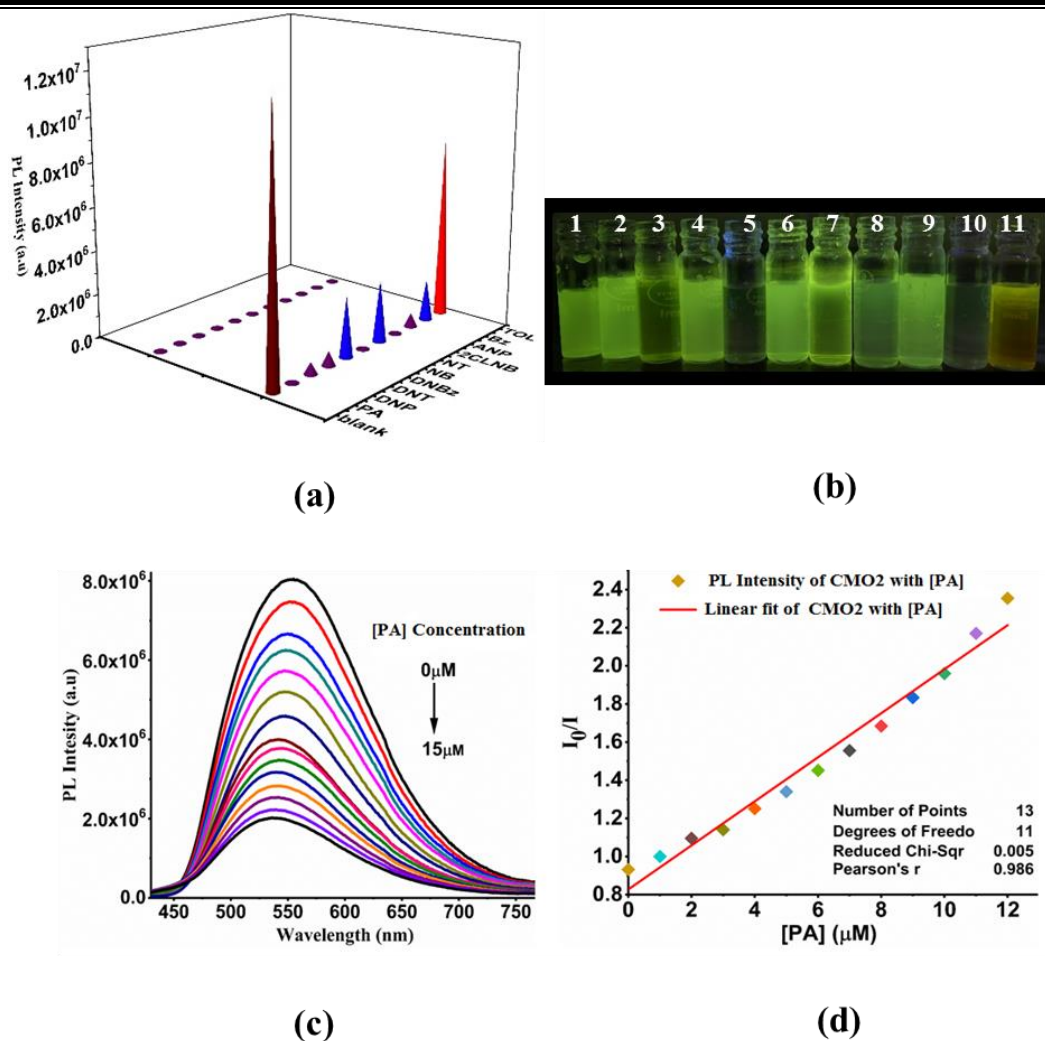 1.2x10⁷
1.0x10⁷
8.0x10⁶
6.0x10⁶
4.0x10⁶
2.0x10⁶
0.0
PL Intensity (a.u)
TOL
Bz
ANP
2CLNB
NT
NB
DNBz
DNT
DNP
PA
blank
(a)
1 2 3 4 5 6 7 8 9 10 11
(b)
8.0x10⁶
6.0x10⁶
4.0x10⁶
2.0x10⁶
0.0
PL Intesity (a.u)
[PA] Concentration
0μM
15μM
450 500 550 600 650 700 750
Wavelength (nm)
(c)
2.4
2.2
2.0
1.8
1.6
1.4
1.2
1.0
0.8
I₀/I
PL Intensity of CMO2 with [PA]
Linear fit of CMO2 with [PA]
Number of Points 13
Degrees of Freedo 11
Reduced Chi-Sqr 0.005
Pearson's r 0.986
0 2 4 6 8 10 12
[PA] (μM)
(d)